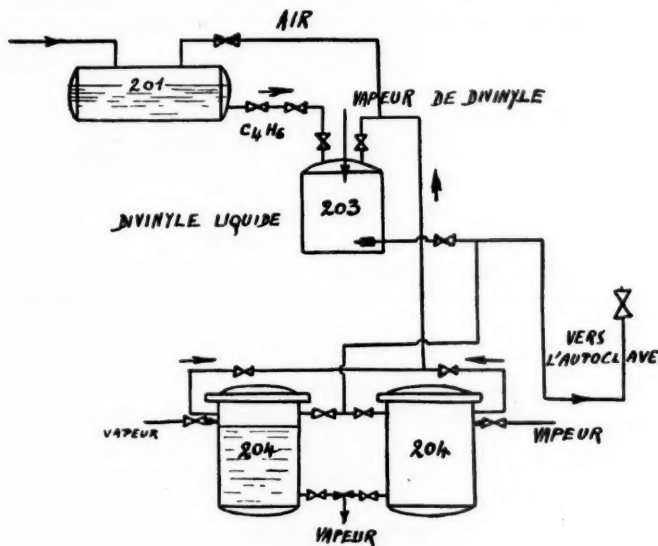 AIR
201
VAPEUR DE DIVINYLE
C4H6
203
DIVINYLE LIQUIDE
VERS
L'AUTOCLAVE
VAPEUR
204
204
VAPEUR
VAPEUR